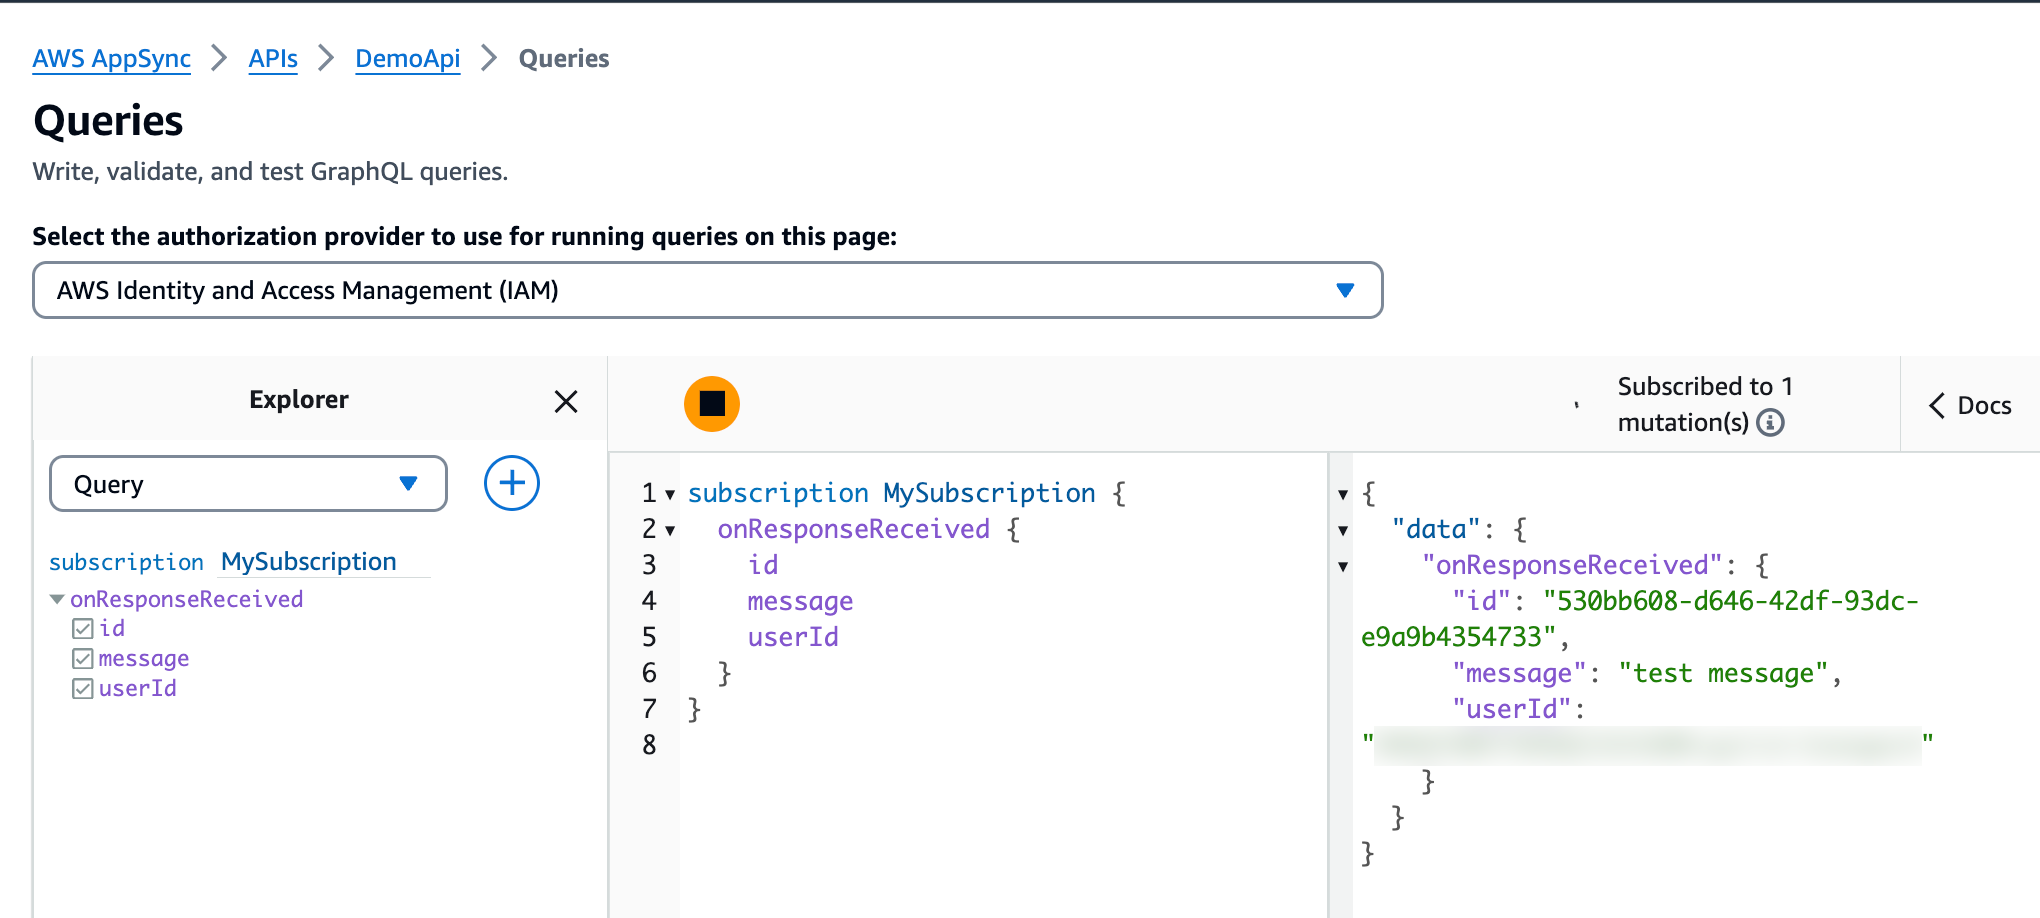 AWS AppSync > APIs > DemoApi > Queries
Queries
Write, validate, and test GraphQL queries.
Select the authorization provider to use for running queries on this page:
AWS Identity and Access Management (IAM)
Explorer
Query
subscription MySubscription
onResponseReceived
id
message
userId
Subscribed to 1
mutation(s)
Docs
1 subscription MySubscription {
2 onResponseReceived {
3 id
4 message
5 userId
6 }
7 }
8
{
"data": {
"onResponseReceived": {
"id": "530bb608-d646-42df-93dc-
e9a9b4354733",
"message": "test message",
"userId":
" "
}
}
}